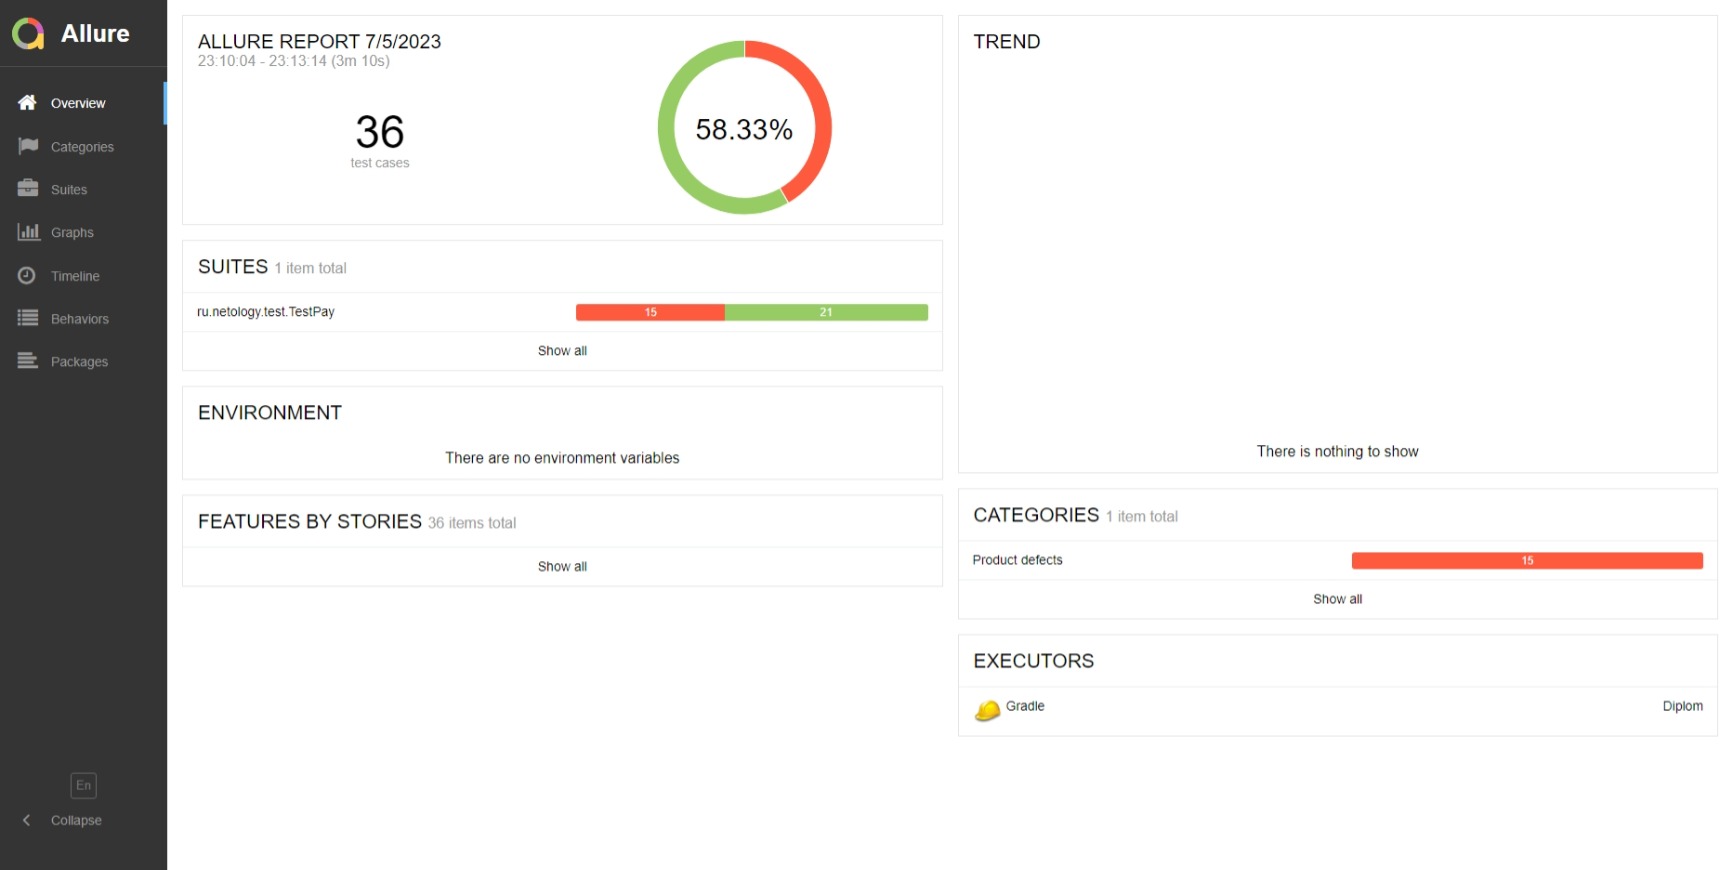 Allure
Overview
Categories
Suites
Graphs
Timeline
Behaviors
Packages
En
Collapse
ALLURE REPORT 7/5/2023
23:10:04 - 23:13:14 (3m 10s)
36
test cases
58.33%
SUITES 1 item total
ru.netology.test.TestPay 15 21
Show all
ENVIRONMENT
There are no environment variables
FEATURES BY STORIES 36 items total
Show all
TREND
There is nothing to show
CATEGORIES 1 item total
Product defects 15
Show all
EXECUTORS
Gradle Diplom